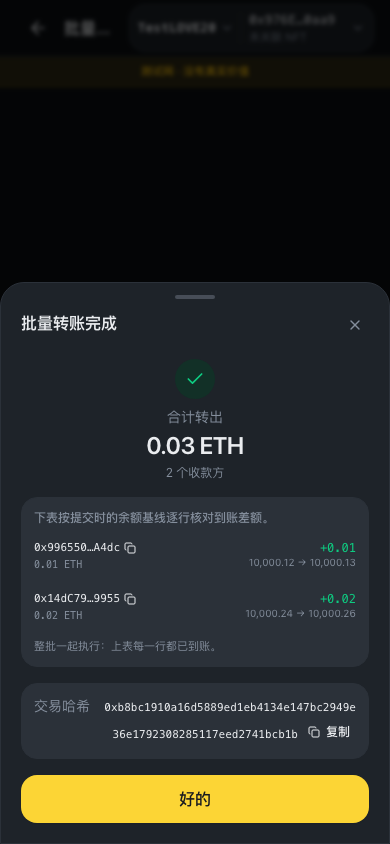 批量...
TestLOVE20
批量转账完成
合计转出
0.03 ETH
2 个收款方
下表按提交时的余额基线逐行核对到账差额。
0x996550...A4dc
+0.01
0.01 ETH
10,000.12 → 10,000.13
0x14dC79...9955
+0.02
0.02 ETH
10,000.24 → 10,000.26
整批一起执行：上表每一行都已到账。
交易哈希
0xb8bc1910a16d5889ed1eb4134e147bc2949e
36e1792308285117eed2741bcb1b
复制
好的